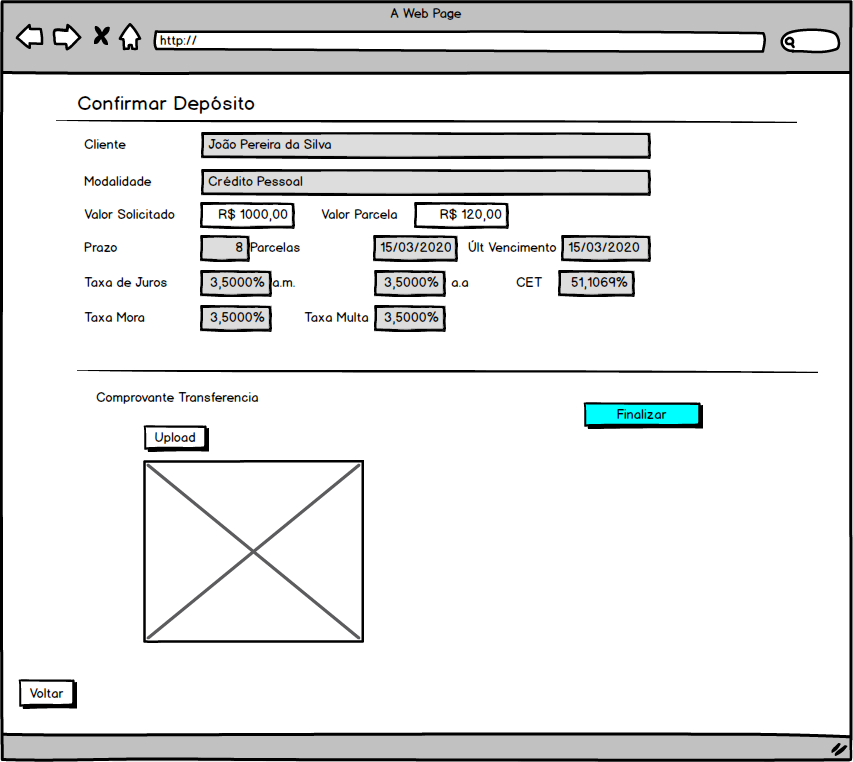 A Web Page
http://
Confirmar Depósito
Cliente João Pereira da Silva
Modalidade Crédito Pessoal
Valor Solicitado R$ 1000,00 Valor Parcela R$ 120,00
Prazo 8 Parcelas 15/03/2020 Últ Vencimento 15/03/2020
Taxa de Juros 3,5000% a.m. 3,5000% a.a CET 51,1069%
Taxa Mora 3,5000% Taxa Multa 3,5000%
Comprovante Transferencia
Finalizar
Upload
Voltar